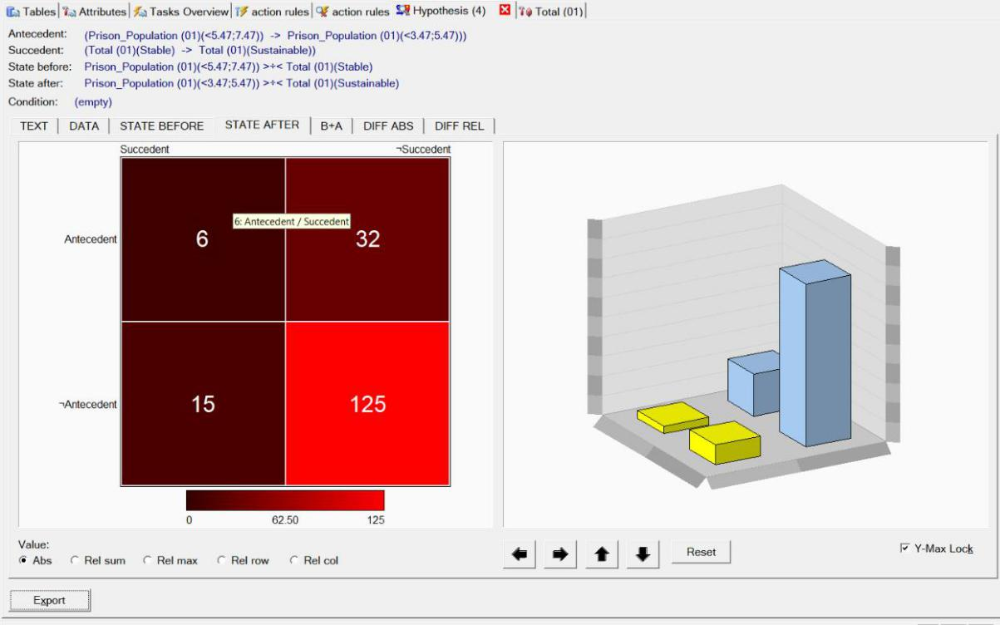 Tables Attributes Tasks Overview action rules action rules Hypothesis (4) Total (01)
Antecedent: (Prison_Population (01)(<5.47;7.47)) -> Prison_Population (01)(<3.47;5.47)))
Succedent: (Total (01)(Stable) -> Total (01)(Sustainable))
State before: Prison_Population (01)(<5.47;7.47)) >÷< Total (01)(Stable)
State after: Prison_Population (01)(<3.47;5.47)) >÷< Total (01)(Sustainable)
Condition: (empty)
TEXT DATA STATE BEFORE STATE AFTER B+A DIFF ABS DIFF REL
Succedent ¬Succedent
6: Antecedent / Succedent
Antecedent 6 32
¬Antecedent 15 125
0 62.50 125
Value:
Abs Rel sum Rel max Rel row Rel col
Reset
Y-Max Lock
Export